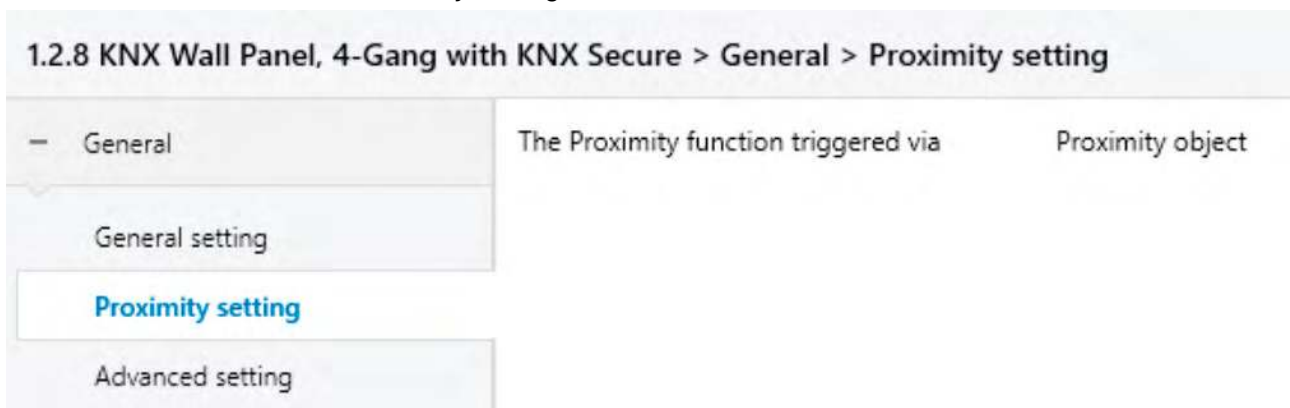 1.2.8 KNX Wall Panel, 4-Gang with KNX Secure > General > Proximity setting
– General
The Proximity function triggered via Proximity object
General setting
Proximity setting
Advanced setting